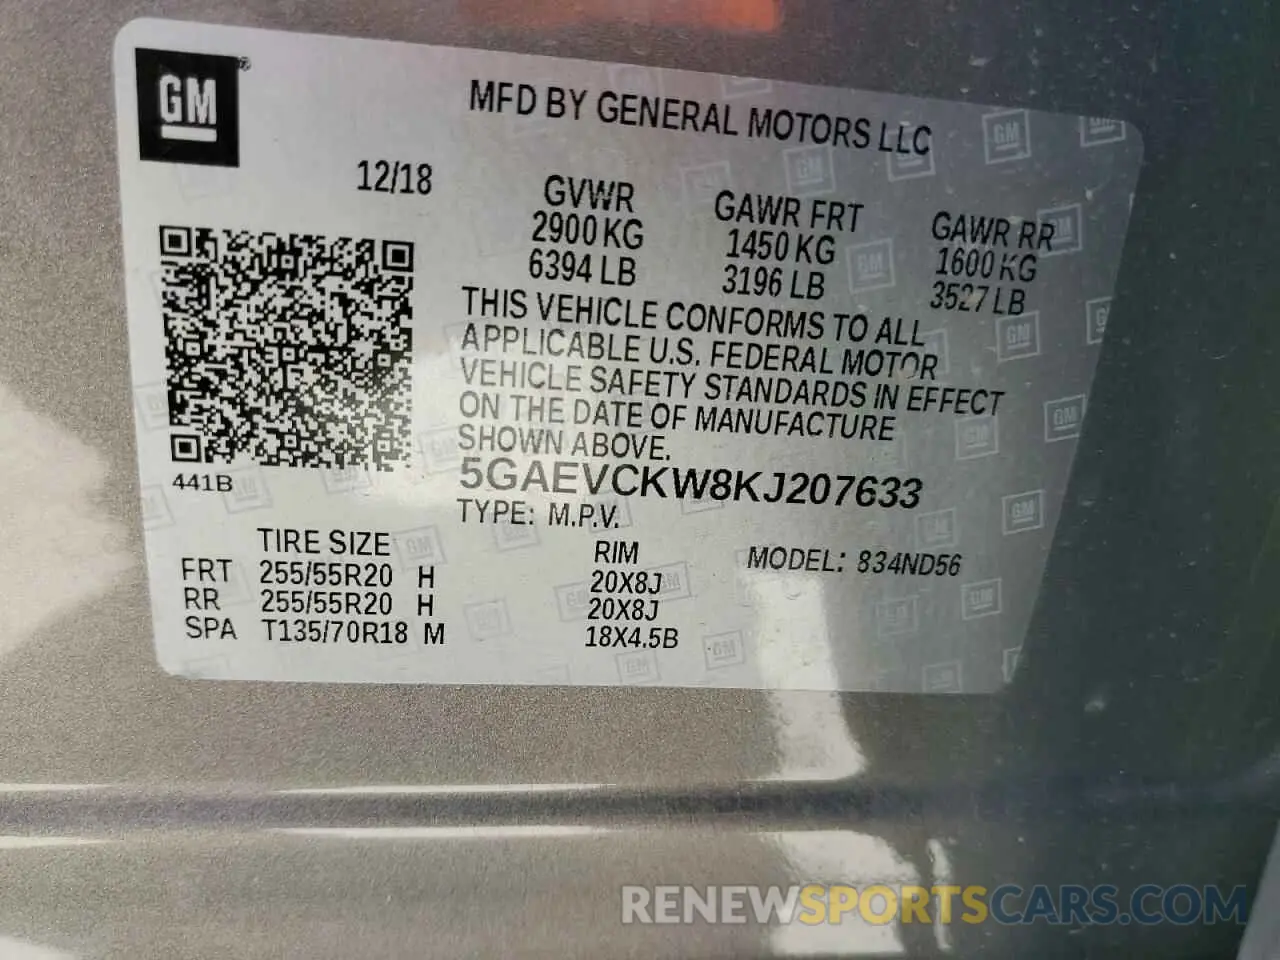 GM®
MFD BY GENERAL MOTORS LLC
12/18
GVWR GAWR FRT GAWR RR
2900 KG 1450 KG 1600 KG
6394 LB 3196 LB 3527 LB
THIS VEHICLE CONFORMS TO ALL
APPLICABLE U.S. FEDERAL MOTOR
VEHICLE SAFETY STANDARDS IN EFFECT
ON THE DATE OF MANUFACTURE
SHOWN ABOVE.
441B
5GAEVCKW8KJ207633
TYPE: M.P.V.
TIRE SIZE RIM MODEL: 834ND56
FRT 255/55R20 H 20X8J
RR 255/55R20 H 20X8J
SPA T135/70R18 M 18X4.5B
RENEWSPORTSCARS.COM